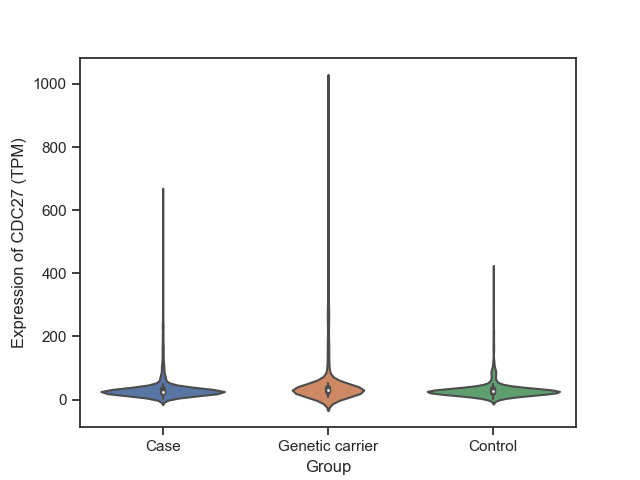 Expression of CDC27 (TPM)
1000
800
600
400
200
0
Case Genetic carrier Control
Group